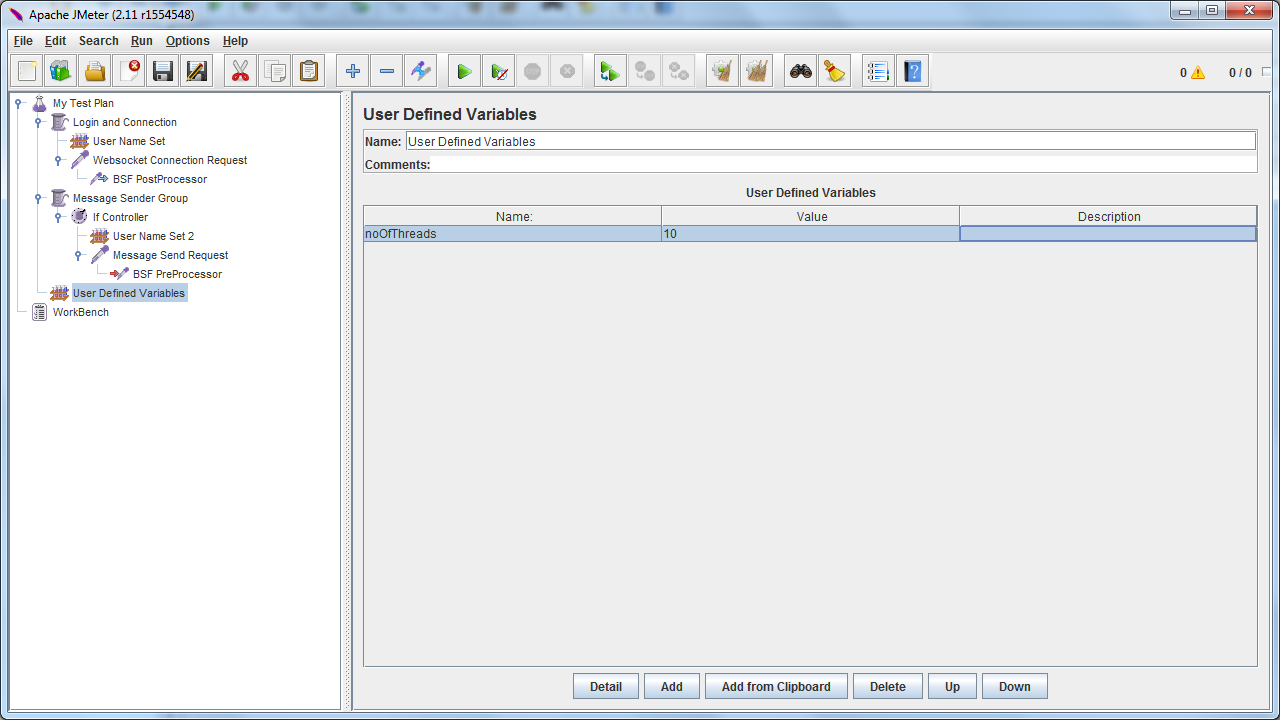 Apache JMeter (2.11 r1554548)
File Edit Search Run Options Help
0 0 / 0
My Test Plan
Login and Connection
User Name Set
Websocket Connection Request
BSF PostProcessor
Message Sender Group
If Controller
User Name Set 2
Message Send Request
BSF PreProcessor
User Defined Variables
WorkBench
User Defined Variables
Name: User Defined Variables
Comments:
User Defined Variables
Name: Value Description
noOfThreads 10
Detail Add Add from Clipboard Delete Up Down